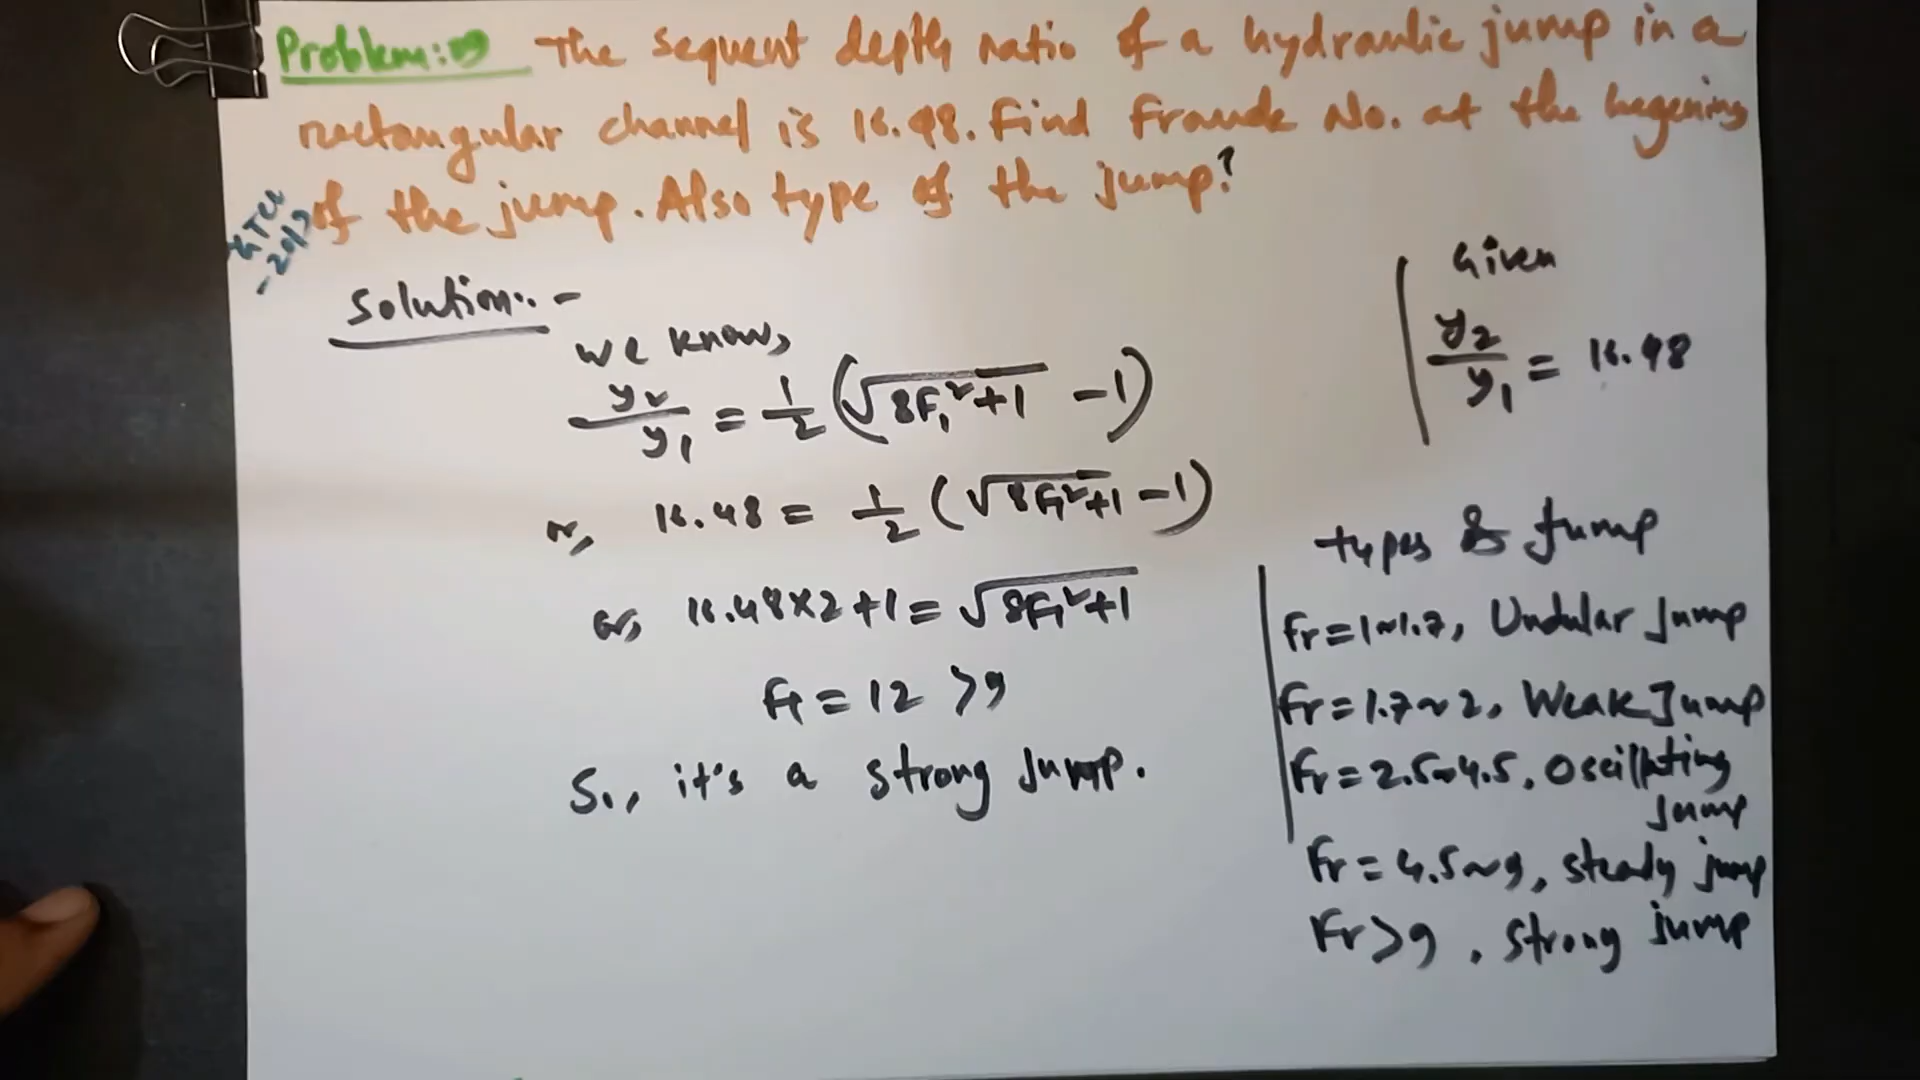 Problem:
The sequent depth ratio of a hydraulic jump in a
rectangular channel is 16.48. Find Fraude No. at the begening
of the jump. Also type of the jump?
-2017
Solution:-
we know,
y₂/y₁ = 1/2 (√8F₁²+1 -1)
or, 16.48 = 1/2 (√8F₁²+1 -1)
or, 16.48×2+1 = √8F₁²+1
F₁ = 12 >9
So, it's a strong jump.
Given
y₂/y₁ = 16.48
types of Jump
Fr=1~1.7, Undular Jump
Fr=1.7~2. Weak Jump
Fr=2.5~4.5. Oscillating
Jump
Fr=4.5~9, steady jump
Fr>9, strong jump